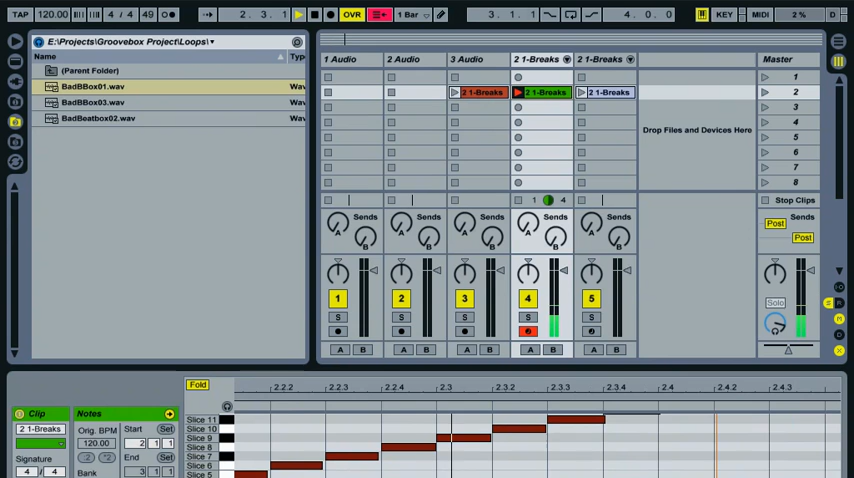 TAP 120.00 4 / 4 49 2. 3. 1 OVR 1 Bar 3. 1. 1 4. 0. 0 KEY MIDI 2 % D
E:\Projects\Groovebox Project\Loops\
Name Typ
(Parent Folder)
BadBBox01.wav Wav
BadBBox03.wav Wav
BadBeatbox02.wav Wav
1 Audio 2 Audio 3 Audio 2 1-Breaks 2 1-Breaks Master
1
2 1-Breaks 2 1-Breaks 2 1-Breaks 2
3
4
5
6
7
8
Drop Files and Devices Here
1 4 Stop Clips
Sends Sends Sends Sends Sends Sends
A B A B A B A B A B Post Post
1 2 3 4 5
S S S S S Solo
A B A B A B A B A B
S R
M
D
X
Fold
2.2.2 2.2.3 2.2.4 2.3 2.3.2 2.3.3 2.3.4 2.4 2.4.2 2.4.3
Clip Notes
2 1-Breaks Orig. BPM Start Set
120.00 2 1 1
Signature :2 *2 End Set
4 / 4 Bank 3 1 1
Slice 11
Slice 10
Slice 9
Slice 8
Slice 7
Slice 6
Slice 5